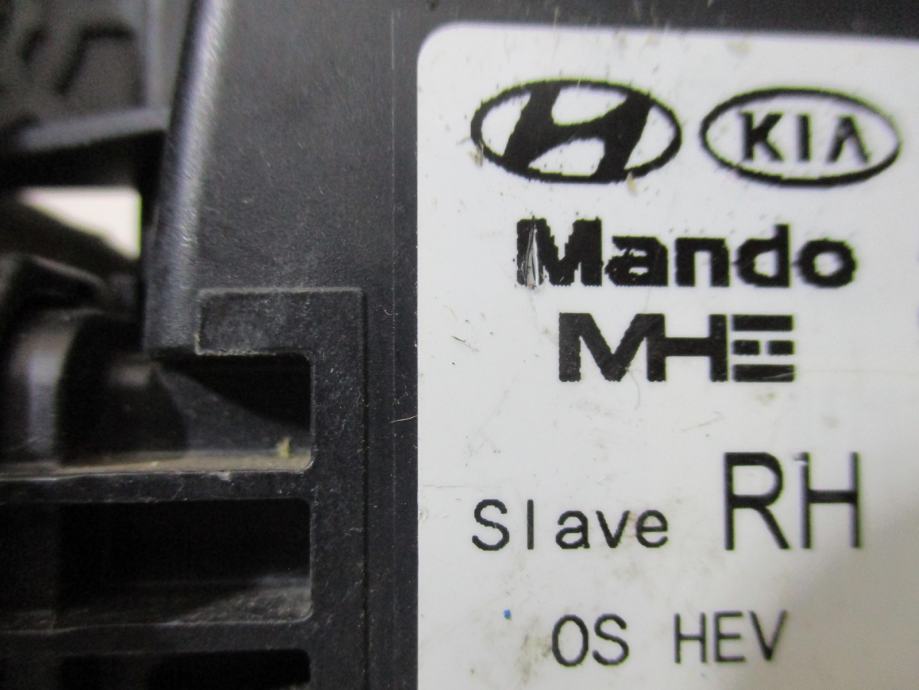 KIA
Mando
MHE
Slave RH
OS HEV